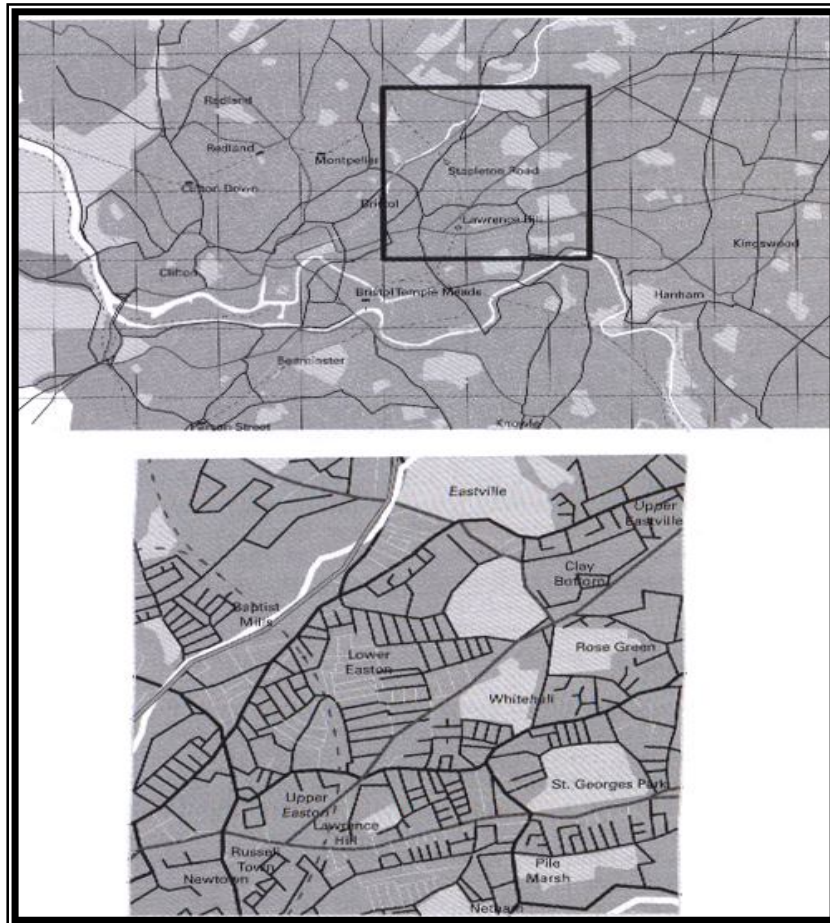 Redland
Redland
Montpelier
Clifton Down
Stapleton Road
Bristol
Lawrence Hill
Kingswood
Clifton
Bristol Temple Meads
Hanham
Bedminster
Parson Street
Knowle
Eastville
Upper
Eastville
Clay
Bottom
Baptist
Mills
Rose Green
Lower
Easton
Whitehall
St. Georges Park
Upper
Easton
Lawrence
Hill
Russell
Town
Pile
Marsh
Newtown
Netham